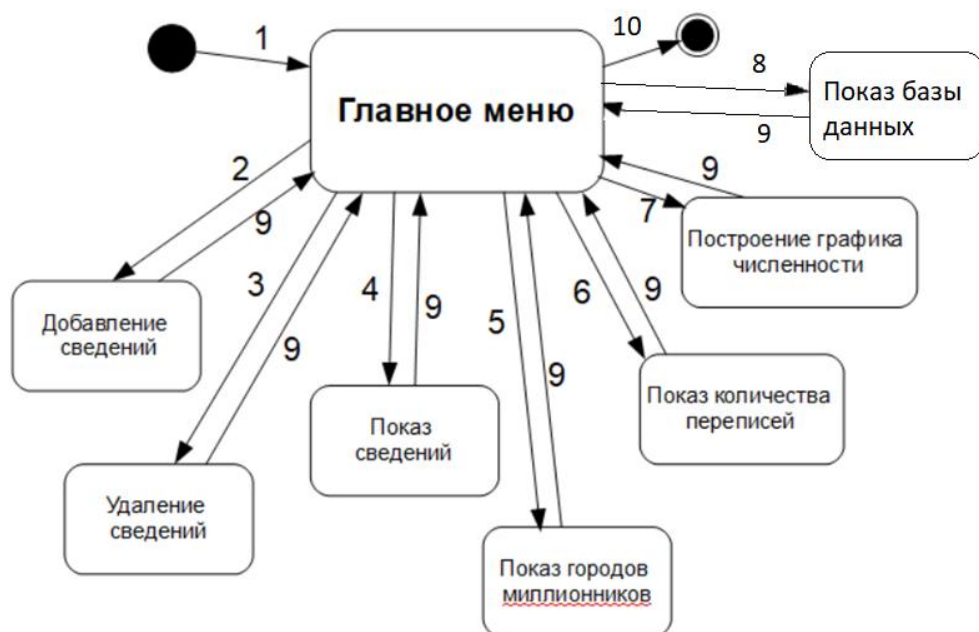 1
10
8
Главное меню
Показ базы
данных
9
2
9
9
7
Построение графика
численности
3
4
9
5
6
9
9
9
Добавление
сведений
Показ
сведений
Показ количества
переписей
Удаление
сведений
Показ городов
миллионников